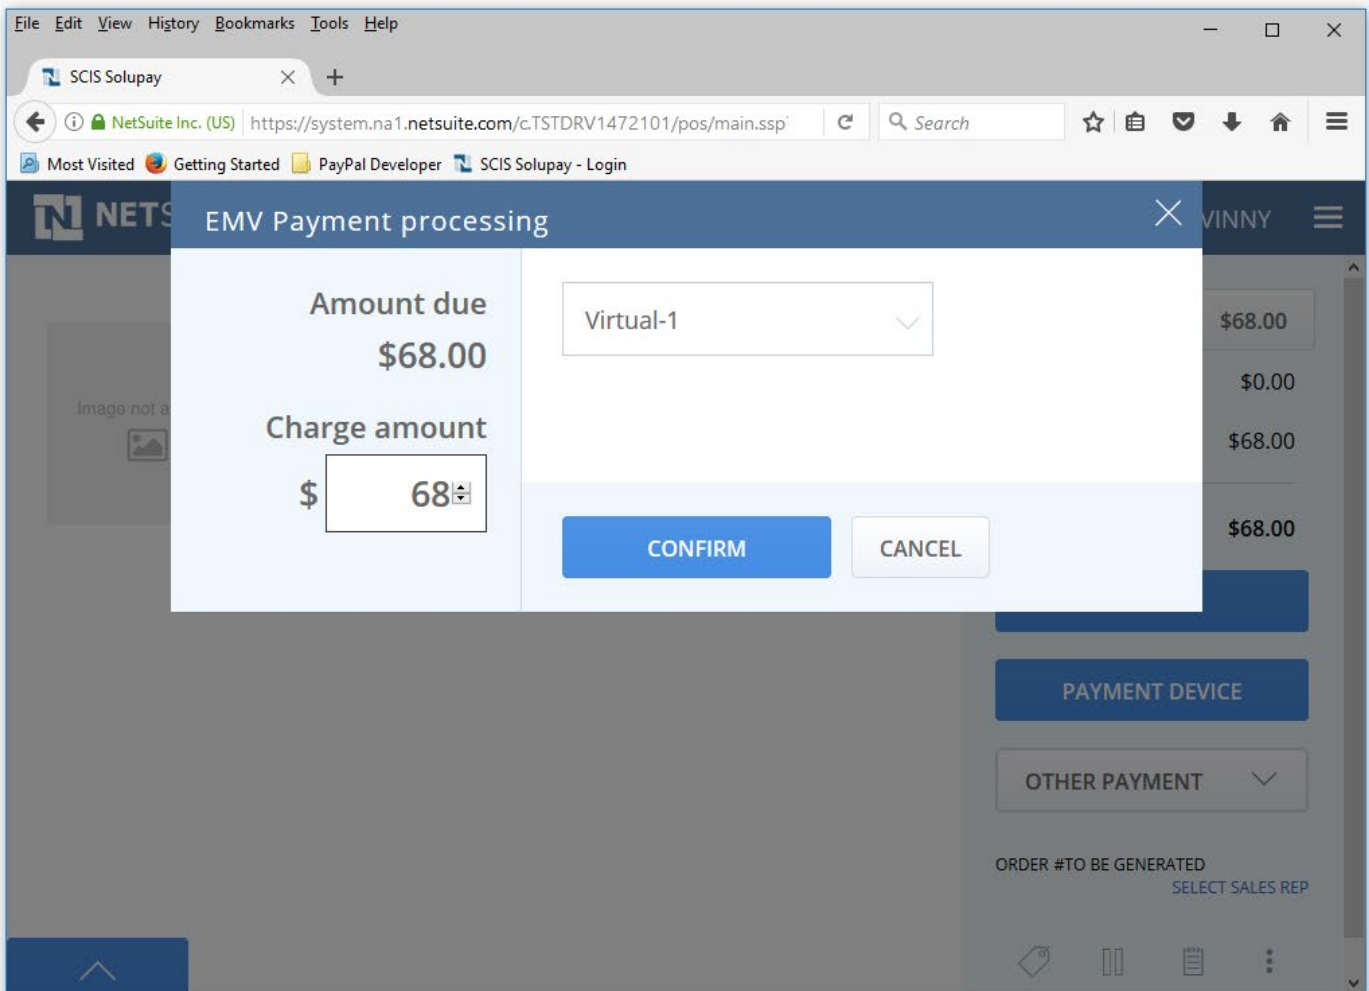 File Edit View History Bookmarks Tools Help
SCIS Solupay
NetSuite Inc. (US) https://system.na1.netsuite.com/c.TSTDRV1472101/pos/main.ssp
Search
Most Visited Getting Started PayPal Developer SCIS Solupay - Login
NETS
EMV Payment processing
VINNY
Amount due
$68.00
Virtual-1
$68.00
Image not a
$0.00
Charge amount
$68.00
$ 68
$68.00
CONFIRM CANCEL
PAYMENT DEVICE
OTHER PAYMENT
ORDER #TO BE GENERATED
SELECT SALES REP